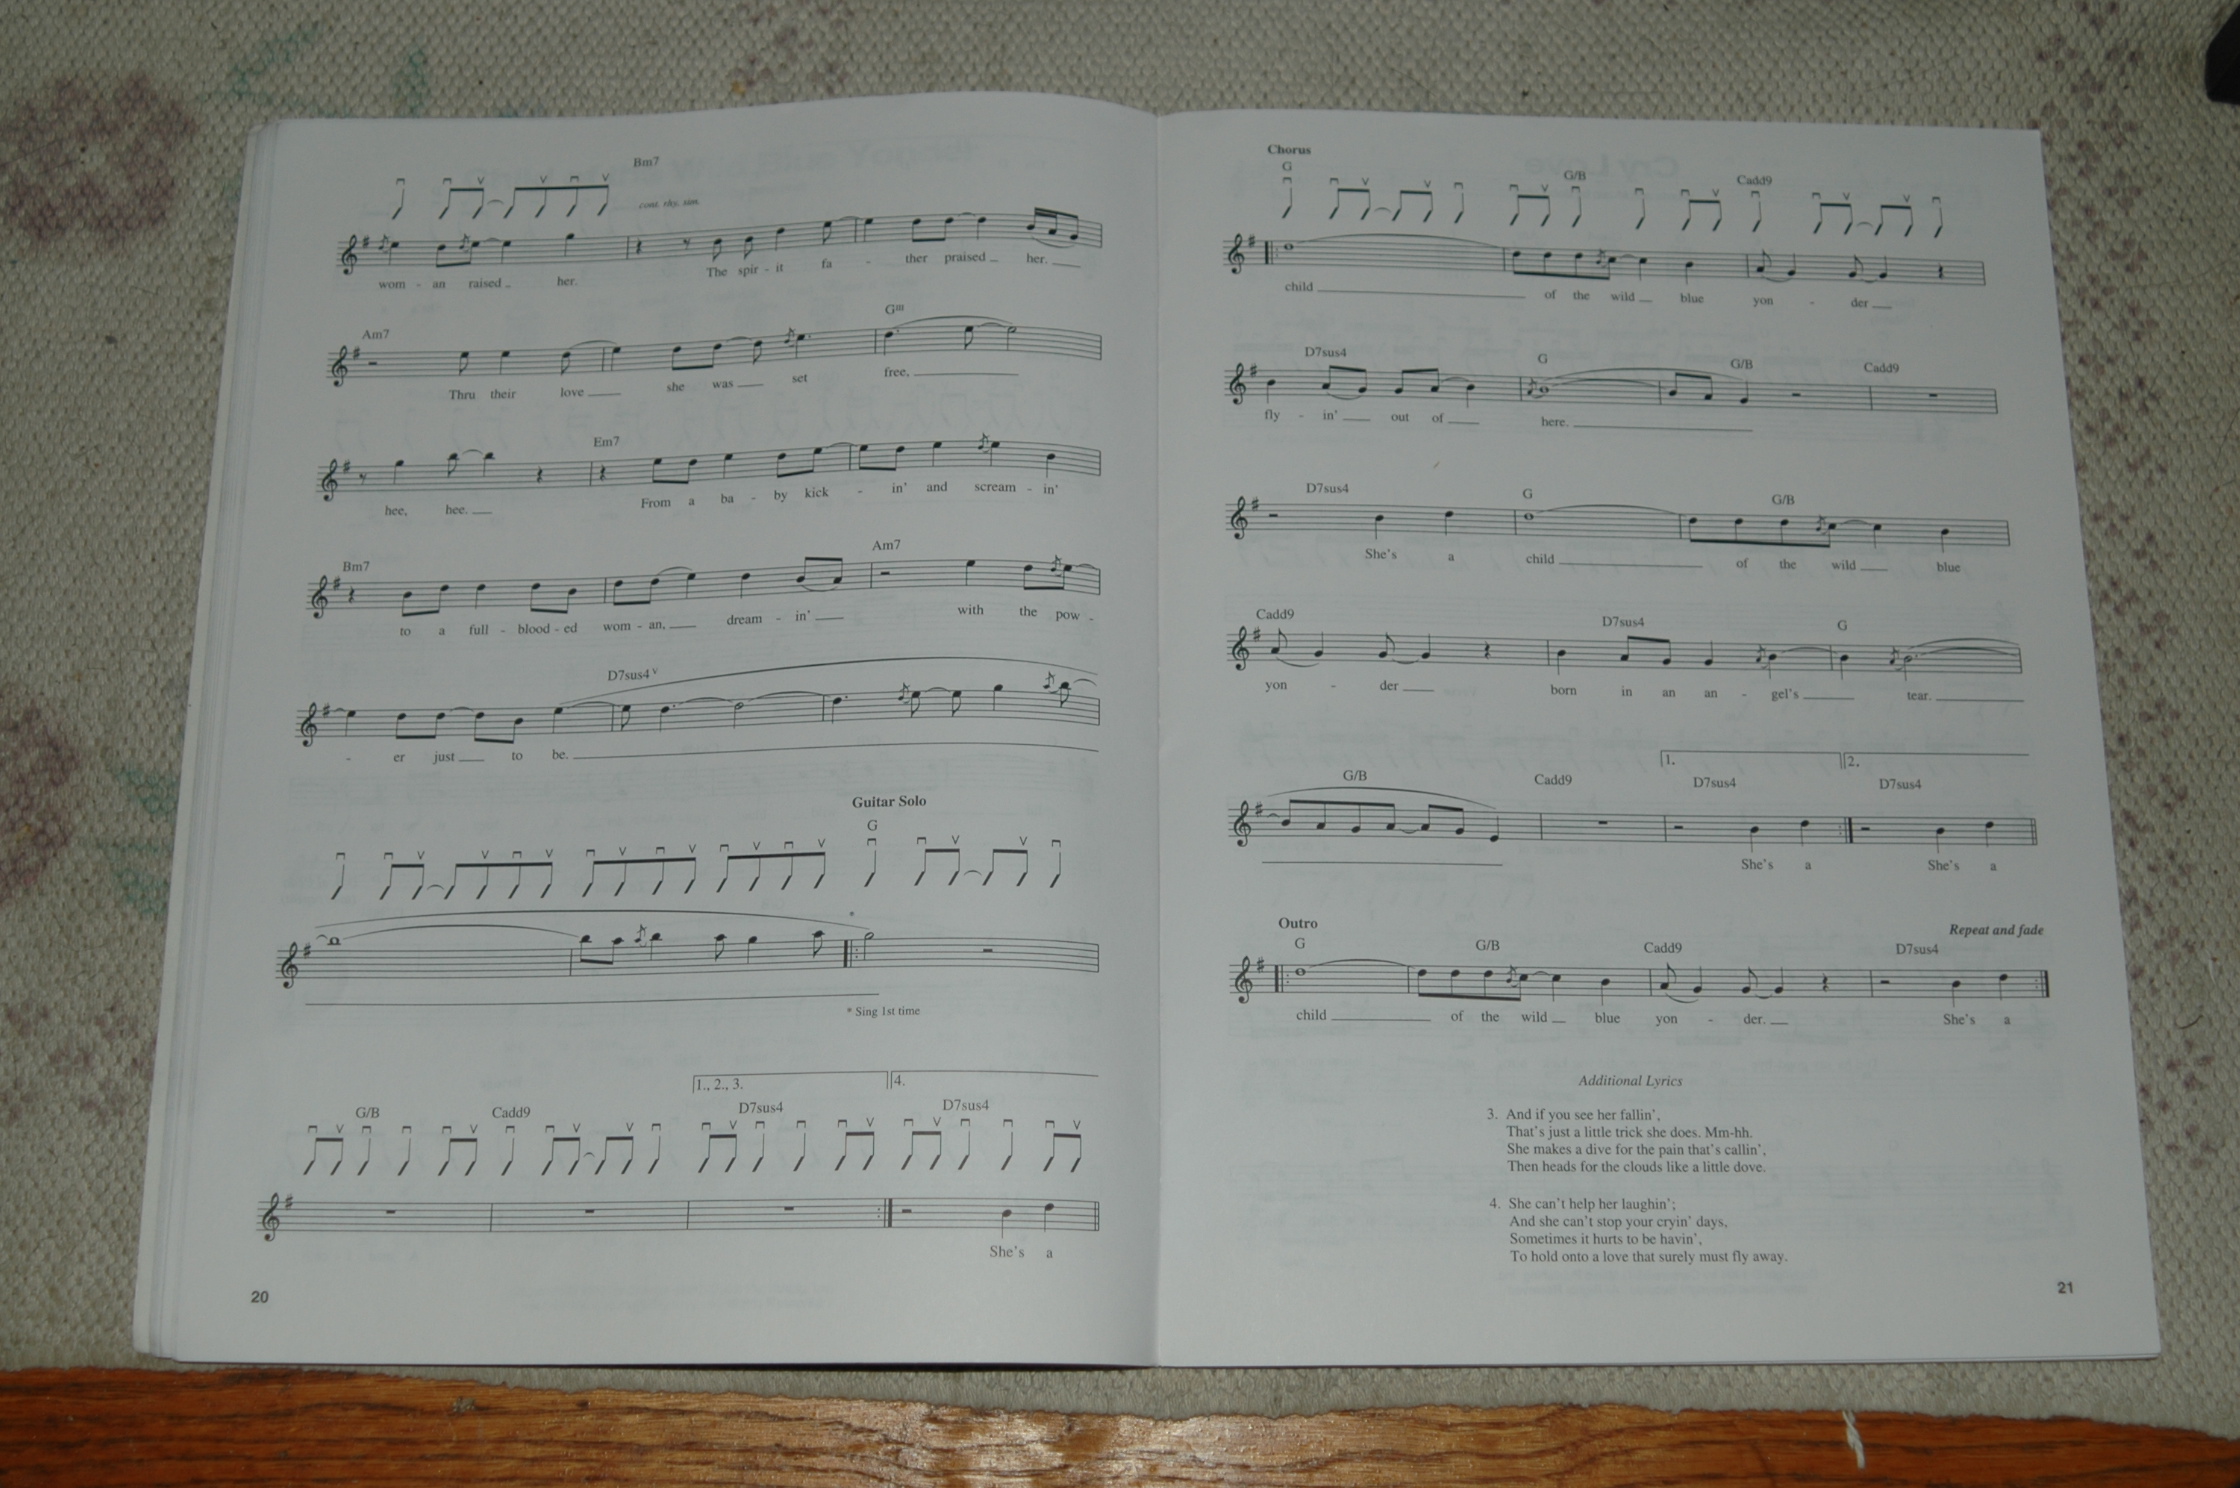 Bm7
cont. rhy. sim.
wom - an raised her. The spir - it fa - ther praised her.
Am7 GIII
Thru their love she was set free,
Em7
hee, hee. From a ba - by kick - in' and scream - in'
Bm7 Am7
to a full - blood - ed wom - an, dream - in' with the pow -
D7sus4 V
- er just to be.
Guitar Solo
G
*
* Sing 1st time
1., 2., 3. 4.
G/B Cadd9 D7sus4 D7sus4
She's a
20
Chorus
G G/B Cadd9
child of the wild blue yon - der
D7sus4 G G/B Cadd9
fly - in' out of here.
D7sus4 G G/B
She's a child of the wild blue
Cadd9 D7sus4 G
yon - der born in an an - gel's tear.
1. 2.
G/B Cadd9 D7sus4 D7sus4
She's a She's a
Outro
Repeat and fade
G G/B Cadd9 D7sus4
child of the wild blue yon - der. She's a
Additional Lyrics
3. And if you see her fallin',
That's just a little trick she does. Mm-hh.
She makes a dive for the pain that's callin',
Then heads for the clouds like a little dove.
4. She can't help her laughin';
And she can't stop your cryin' days,
Sometimes it hurts to be havin',
To hold onto a love that surely must fly away.
21